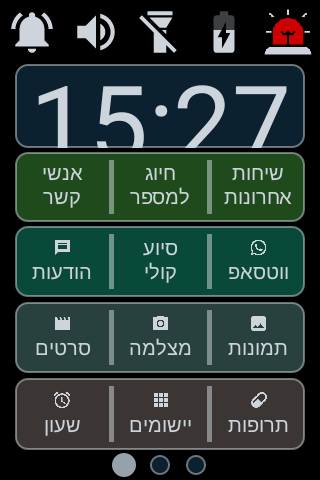 15:27
שיחות אחרונות
חיוג למספר
אנשי קשר
ווטסאפ
סיוע קולי
הודעות
תמונות
מצלמה
סרטים
תרופות
יישומים
שעון